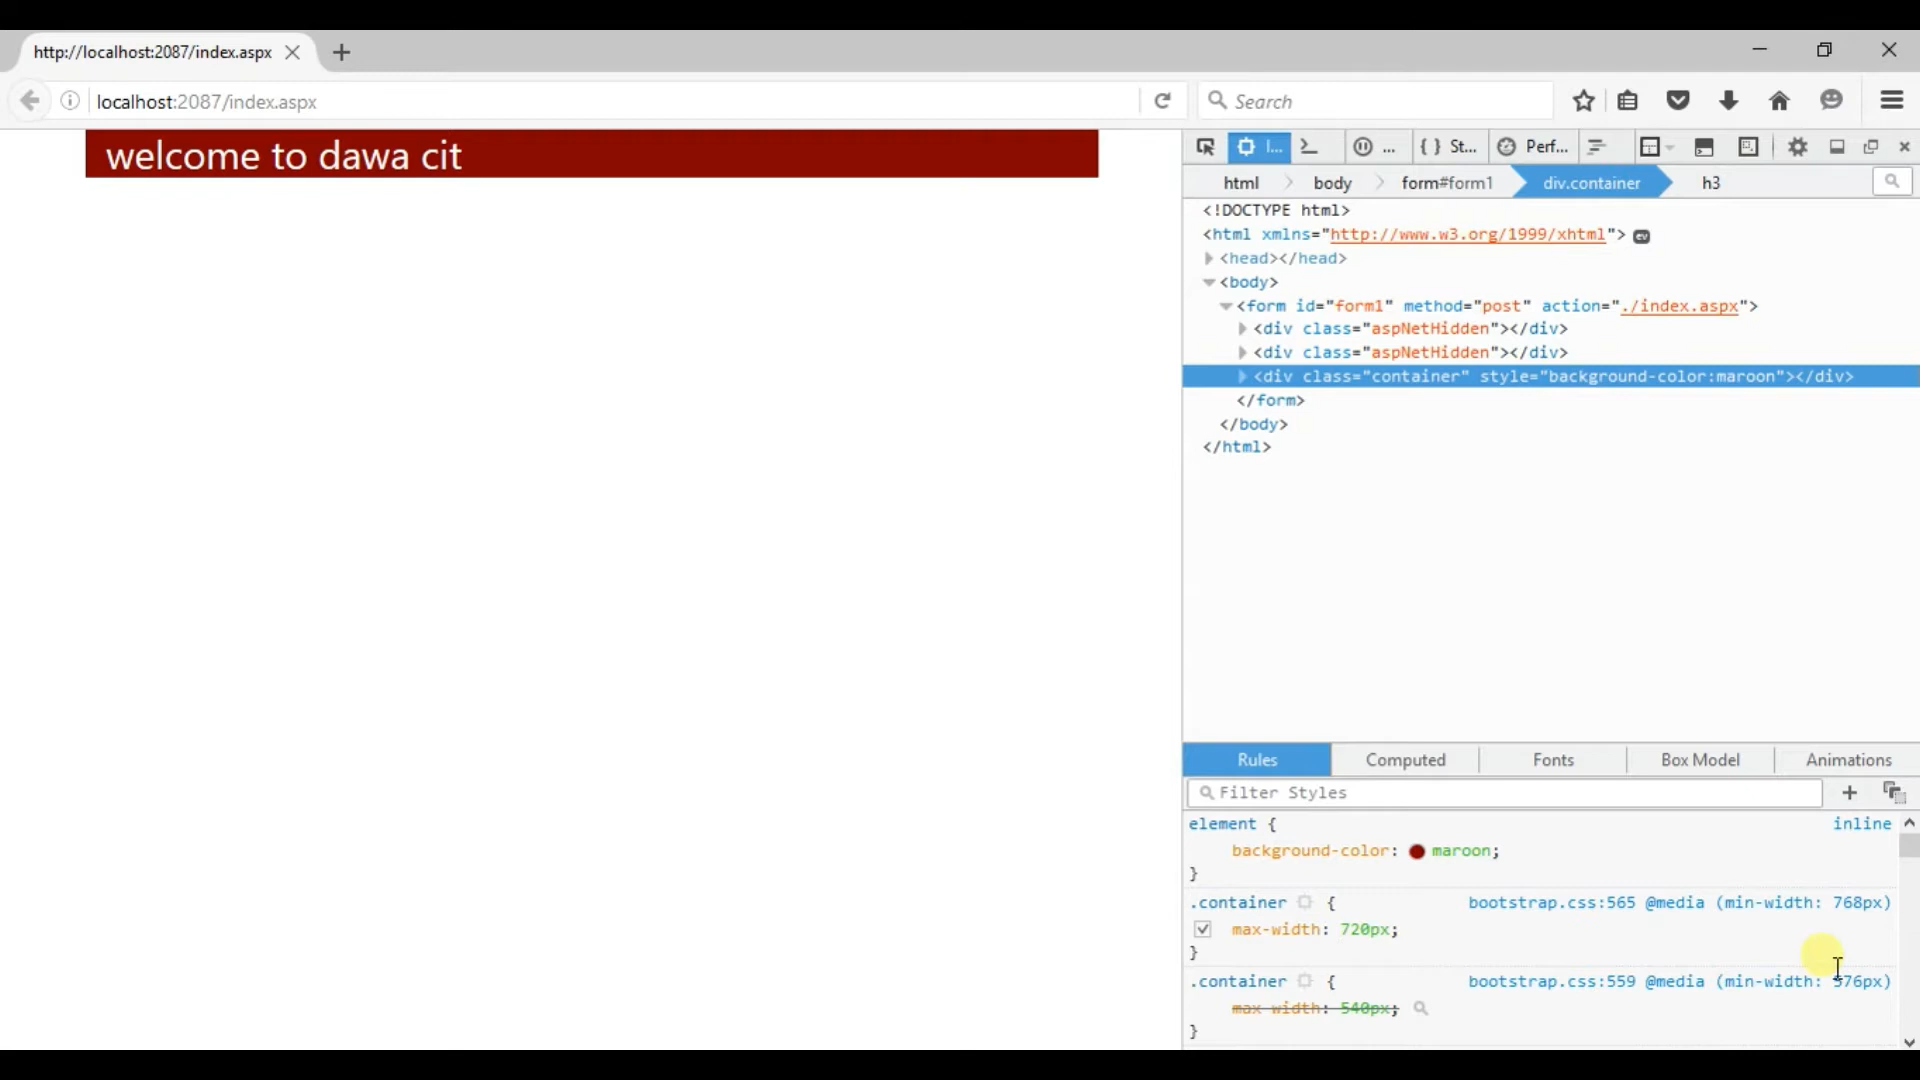 http://localhost:2087/index.aspx
localhost:2087/index.aspx
Search
welcome to dawa cit
I... ... { } St... Perf...
html body form#form1 div.container h3
<!DOCTYPE html>
<html xmlns="http://www.w3.org/1999/xhtml"> ev
<head></head>
<body>
<form id="form1" method="post" action="./index.aspx">
<div class="aspNetHidden"></div>
<div class="aspNetHidden"></div>
<div class="container" style="background-color:maroon"></div>
</form>
</body>
</html>
Rules Computed Fonts Box Model Animations
Filter Styles
element { inline
background-color: maroon;
}
.container { bootstrap.css:565 @media (min-width: 768px)
max-width: 720px;
}
.container { bootstrap.css:559 @media (min-width: 576px)
max-width: 540px;
}